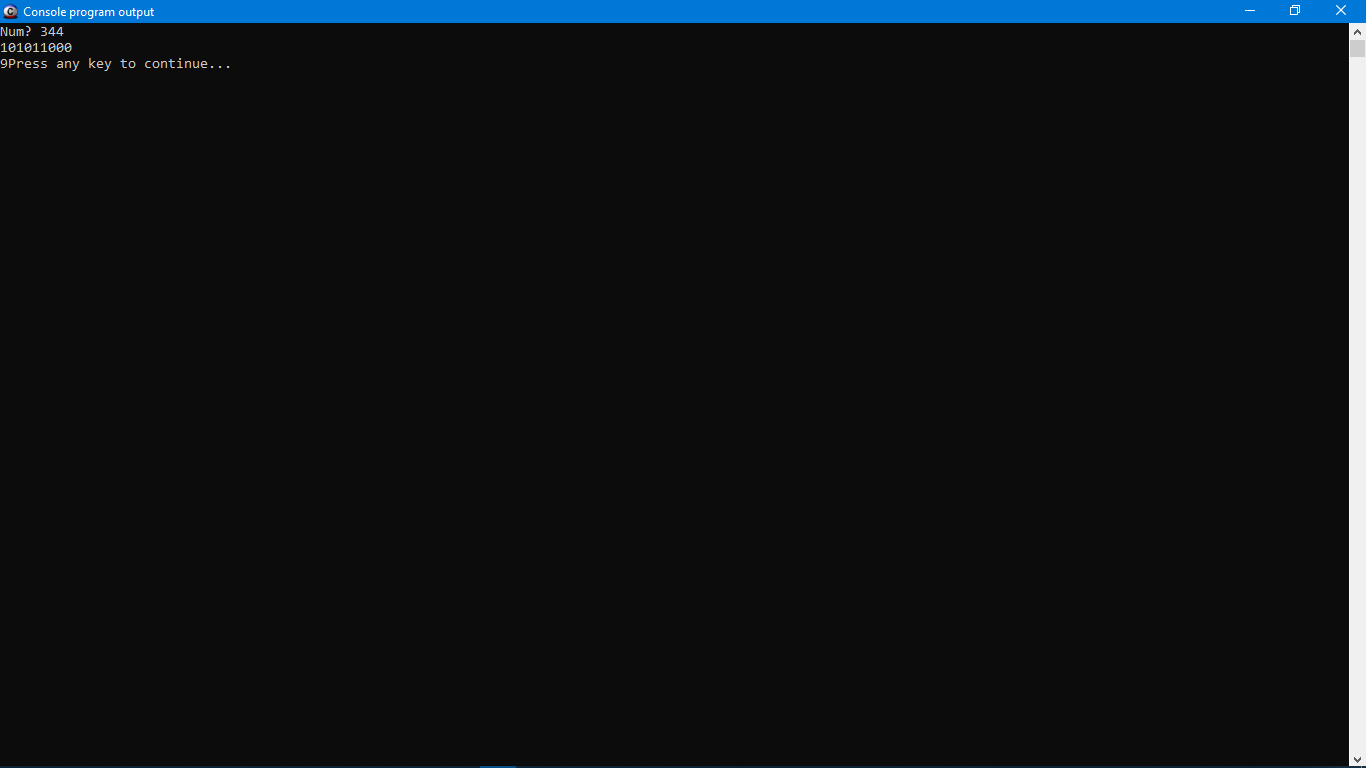 Console program output
Num? 344
101011000
9Press any key to continue...